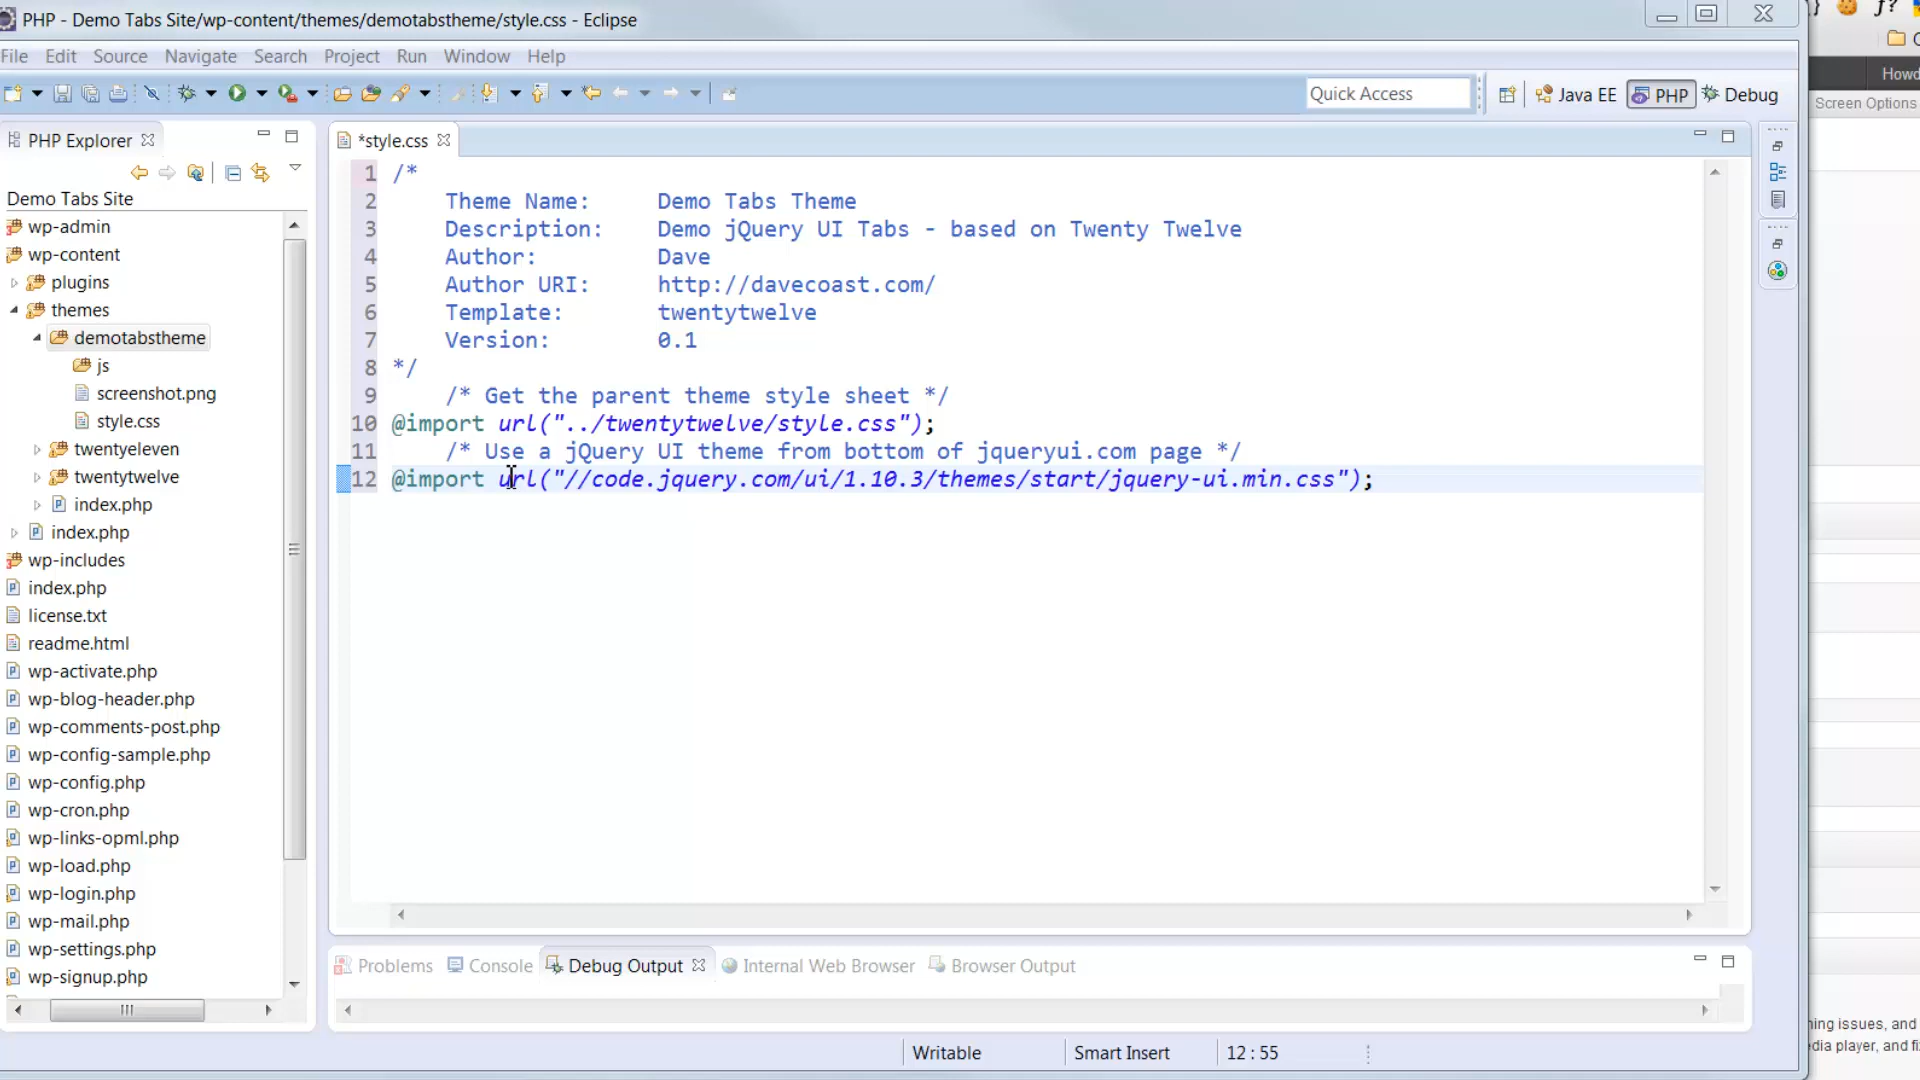 PHP - Demo Tabs Site/wp-content/themes/demotabstheme/style.css - Eclipse
File Edit Source Navigate Search Project Run Window Help
Quick Access
Java EE
PHP
Debug
Howd
Screen Options
PHP Explorer
Demo Tabs Site
wp-admin
wp-content
plugins
themes
demotabstheme
js
screenshot.png
style.css
twentyeleven
twentytwelve
index.php
index.php
wp-includes
index.php
license.txt
readme.html
wp-activate.php
wp-blog-header.php
wp-comments-post.php
wp-config-sample.php
wp-config.php
wp-cron.php
wp-links-opml.php
wp-load.php
wp-login.php
wp-mail.php
wp-settings.php
wp-signup.php
*style.css
1 /*
2 Theme Name: Demo Tabs Theme
3 Description: Demo jQuery UI Tabs - based on Twenty Twelve
4 Author: Dave
5 Author URI: http://davecoast.com/
6 Template: twentytwelve
7 Version: 0.1
8 */
9 /* Get the parent theme style sheet */
10 @import url("../twentytwelve/style.css");
11 /* Use a jQuery UI theme from bottom of jqueryui.com page */
12 @import url("//code.jquery.com/ui/1.10.3/themes/start/jquery-ui.min.css");
Problems Console Debug Output Internal Web Browser Browser Output
Writable Smart Insert 12 : 55
ning issues, and
dia player, and fi